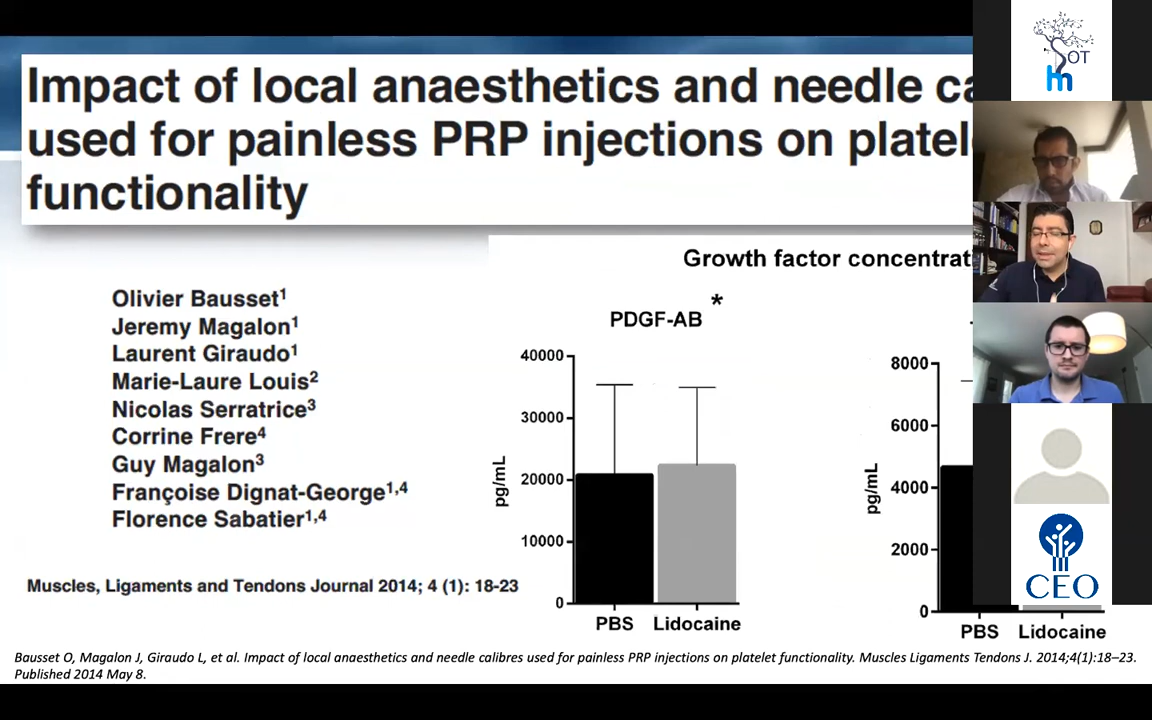 Impact of local anaesthetics and needle ca
used for painless PRP injections on platel
functionality
OT
hm
Growth factor concentrat
Olivier Bausset¹
Jeremy Magalon¹
Laurent Giraudo¹
Marie-Laure Louis²
Nicolas Serratrice³
Corrine Frere⁴
Guy Magalon³
Françoise Dignat-George¹,⁴
Florence Sabatier¹,⁴
PDGF-AB *
40000
30000
20000
10000
0
pg/mL
PBS Lidocaine
8000
6000
4000
2000
0
pg/mL
PBS Lidocaine
CEO
Muscles, Ligaments and Tendons Journal 2014; 4 (1): 18-23
Bausset O, Magalon J, Giraudo L, et al. Impact of local anaesthetics and needle calibres used for painless PRP injections on platelet functionality. Muscles Ligaments Tendons J. 2014;4(1):18–23.
Published 2014 May 8.